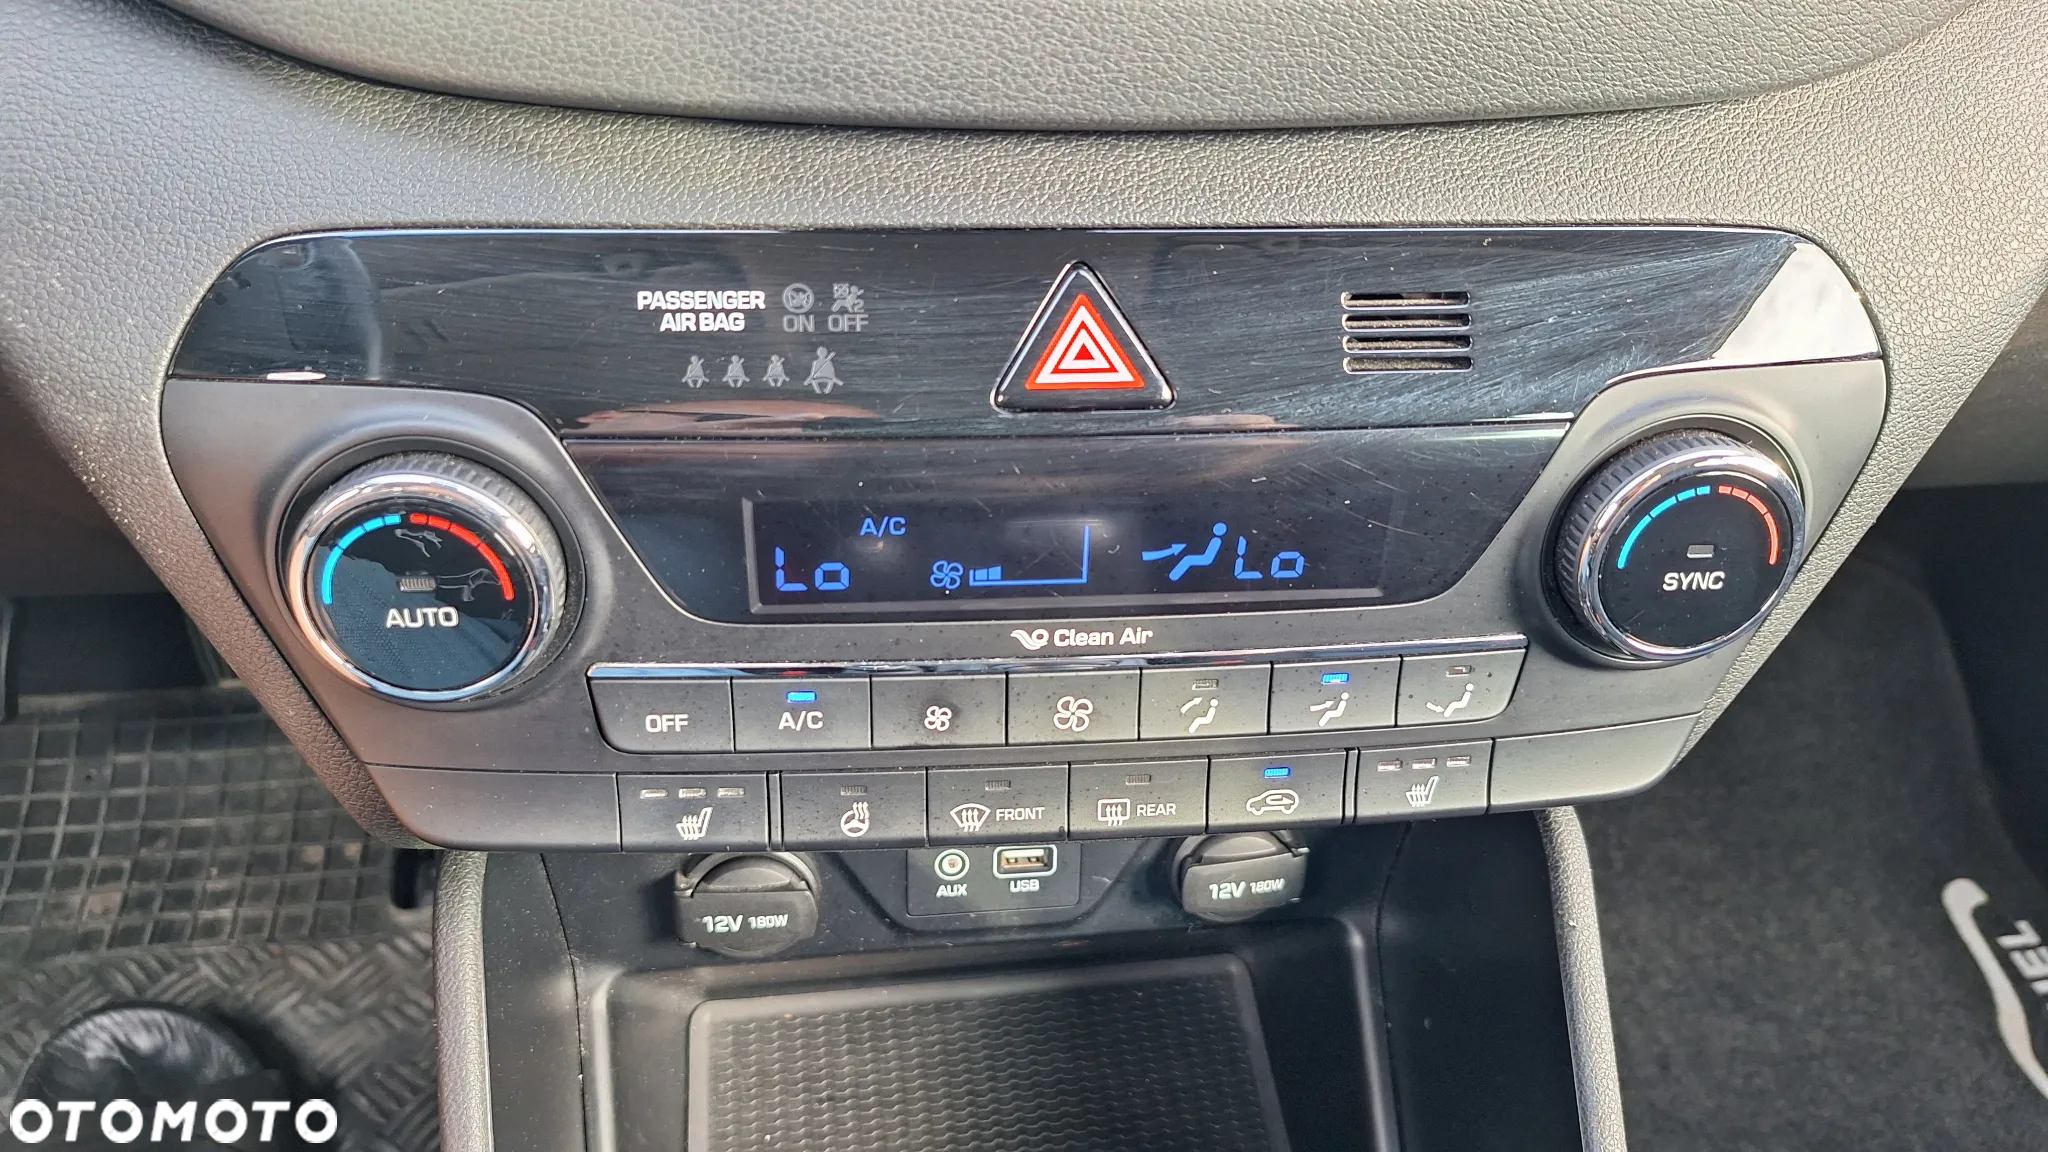 PASSENGER
AIR BAG
ON OFF
2
A/C
Lo Lo
AUTO
SYNC
Clean Air
OFF A/C
FRONT REAR
AUX USB
12V 180W
12V 180W
OTOMOTO